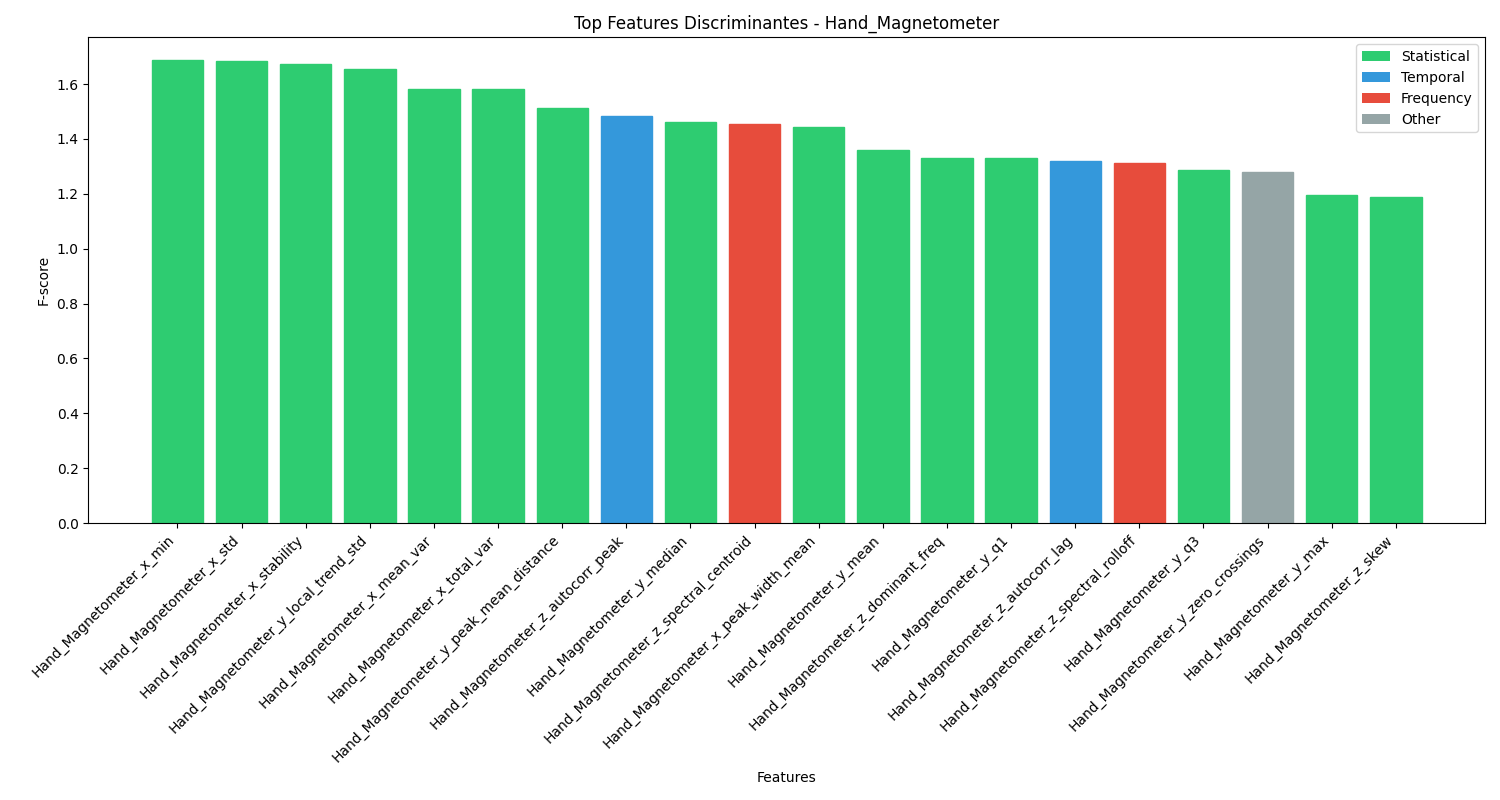 Top Features Discriminantes - Hand_Magnetometer
Statistical
Temporal
Frequency
Other
F-score
1.6
1.4
1.2
1.0
0.8
0.6
0.4
0.2
0.0
Hand_Magnetometer_x_min
Hand_Magnetometer_x_std
Hand_Magnetometer_x_stability
Hand_Magnetometer_y_local_trend_std
Hand_Magnetometer_x_mean_var
Hand_Magnetometer_x_total_var
Hand_Magnetometer_y_peak_mean_distance
Hand_Magnetometer_z_autocorr_peak
Hand_Magnetometer_y_median
Hand_Magnetometer_z_spectral_centroid
Hand_Magnetometer_x_peak_width_mean
Hand_Magnetometer_y_mean
Hand_Magnetometer_z_dominant_freq
Hand_Magnetometer_y_q1
Hand_Magnetometer_z_autocorr_lag
Hand_Magnetometer_z_spectral_rolloff
Hand_Magnetometer_y_q3
Hand_Magnetometer_y_zero_crossings
Hand_Magnetometer_y_max
Hand_Magnetometer_z_skew
Features